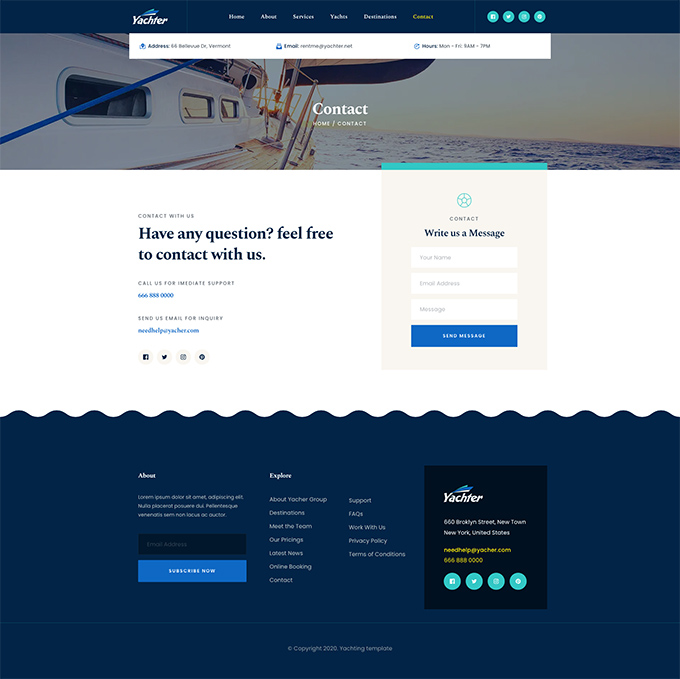 Yachter
Home About Services Yachts Destinations Contact
Address: 66 Bellevue Dr, Vermont Email: rentme@yachter.net Hours: Mon - Fri: 9AM - 7PM
Contact
HOME / CONTACT
CONTACT WITH US
Have any question? feel free
to contact with us.
CALL US FOR IMEDIATE SUPPORT
666 888 0000
SEND US EMAIL FOR INQUIRY
needhelp@yacher.com
CONTACT
Write us a Message
Your Name
Email Address
Message
SEND MESSAGE
About
Lorem ipsum dolor sit amet, adipiscing elit.
Nulla placerat posuere dui. Pellentesque
venenatis sem non lacus ac auctor.
Email Address
SUBSCRIBE NOW
Explore
About Yacher Group
Destinations
Meet the Team
Our Pricings
Latest News
Online Booking
Contact
Support
FAQs
Work With Us
Privacy Policy
Terms of Conditions
Yachter
660 Broklyn Street, New Town
New York, United States
needhelp@yacher.com
666 888 0000
© Copyright 2020. Yachting template